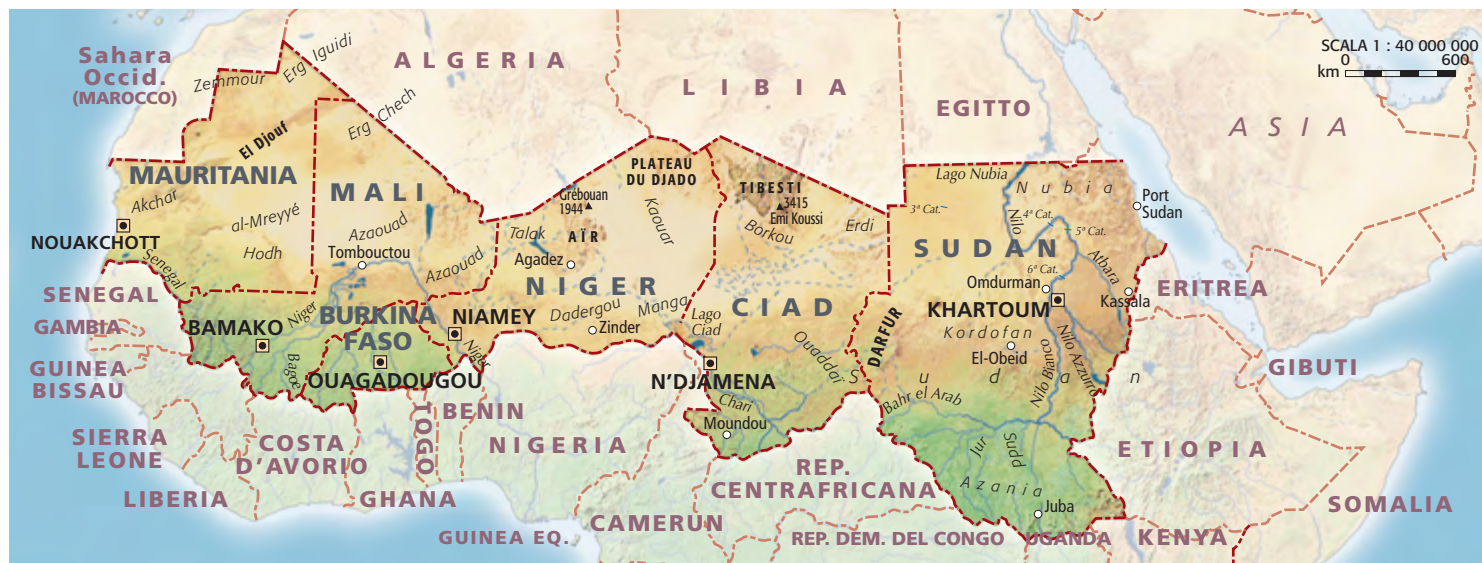 Sahara
Occid.
(MAROCCO)
Zemmour
Erg Iguidi
ALGERIA
LIBIA
EGITTO
ASIA
SCALA 1 : 40 000 000
0 600
km
Erg Chech
El Djouf
MAURITANIA
MALI
Akchar
al-Mreyyé
Hodh
NOUAKCHOTT
Azaouad
Tombouctou
Azaouad
Senegal
SENEGAL
GAMBIA
GUINEA
BISSAU
SIERRA
LEONE
LIBERIA
BAMAKO
Niger
Bagoé
BURKINA
FASO
OUAGADOUGOU
COSTA
D'AVORIO
GHANA
TOGO
BENIN
NIGERIA
NIAMEY
Niger
Talak
Grébouan
1944
AÏR
Agadez
NIGER
Dadergou
Zinder
Manga
Kaouar
PLATEAU
DU DJADO
TIBESTI
3415
Emi Koussi
Borkou
Erdi
CIAD
Lago
Ciad
N'DJAMENA
Chari
Moundou
Ouaddai
DARFUR
Lago Nubia
Nubia
Port
Sudan
3ª Cat.
4ª Cat.
5ª Cat.
6ª Cat.
Nilo
SUDAN
Atbara
Omdurman
KHARTOUM
Kassala
Kordofan
El-Obeid
Nilo Bianco
Nilo Azzurro
Sudan
Bahr el Arab
Jur
Sudd
Azania
Juba
ERITREA
GIBUTI
ETIOPIA
SOMALIA
KENYA
UGANDA
REP. DEM. DEL CONGO
REP.
CENTRAFRICANA
CAMERUN
GUINEA EQ.